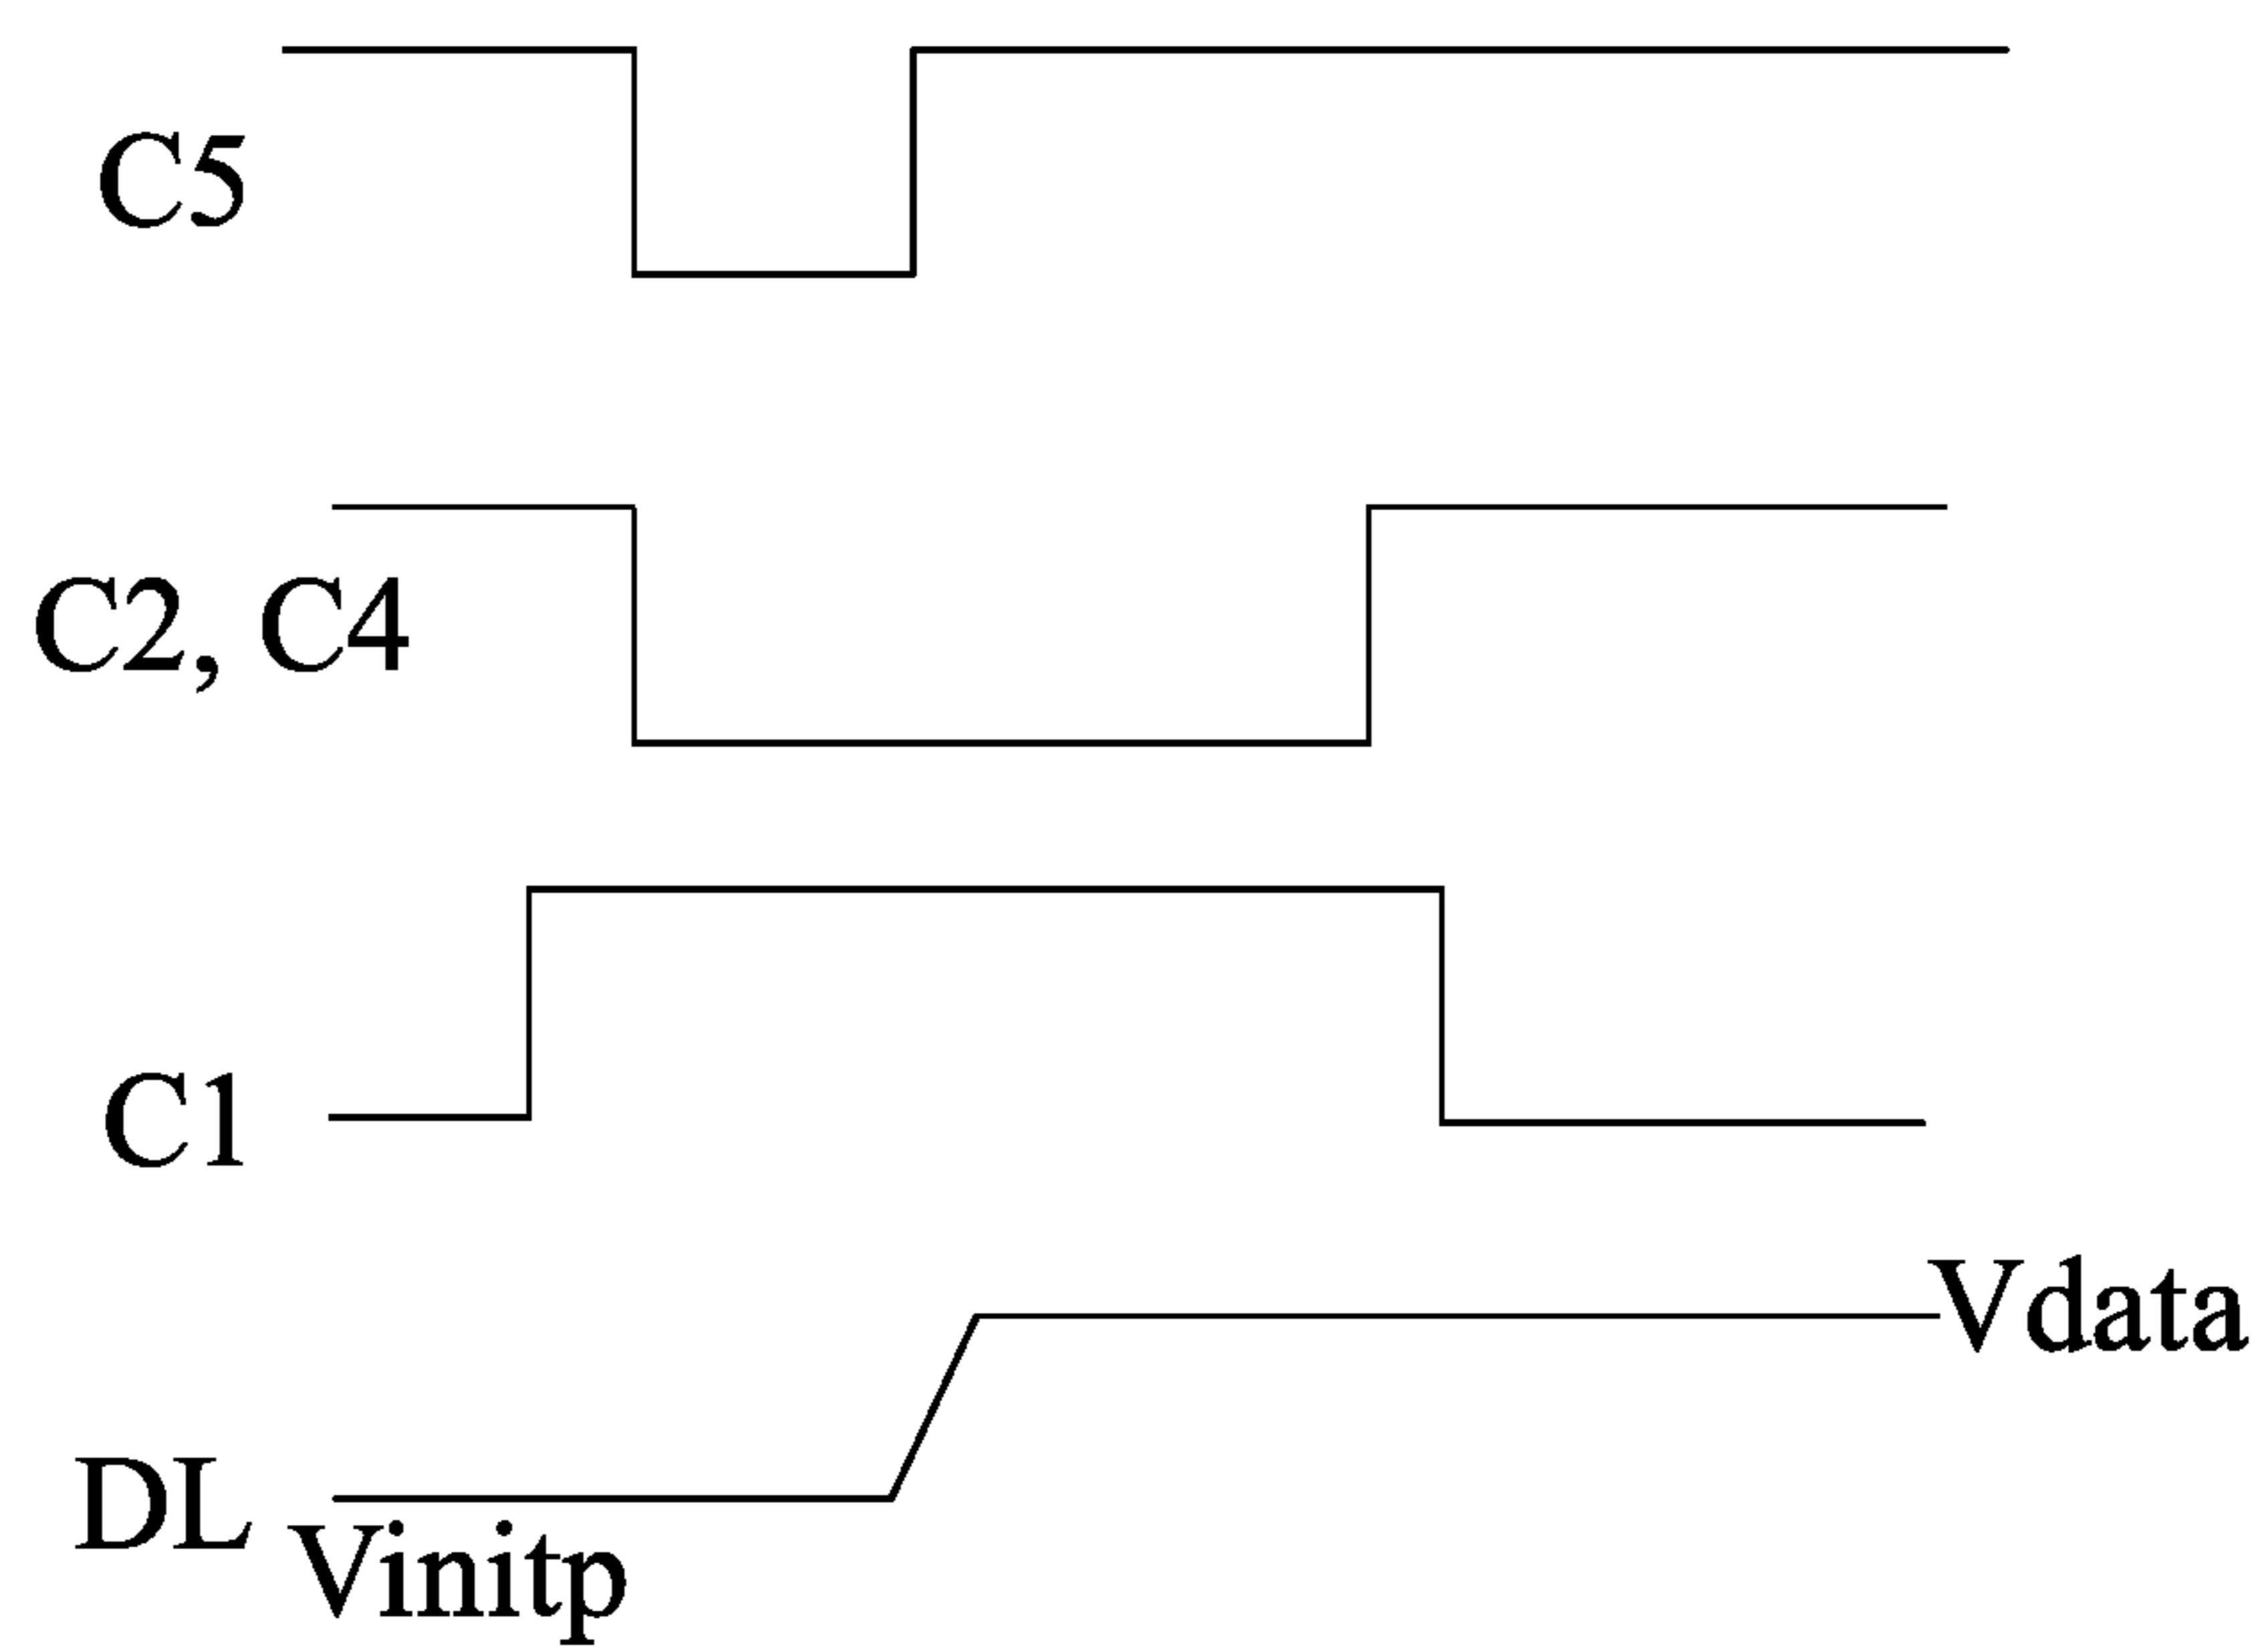 C5
C2, C4
C1
Vdata
DL
Vinitp